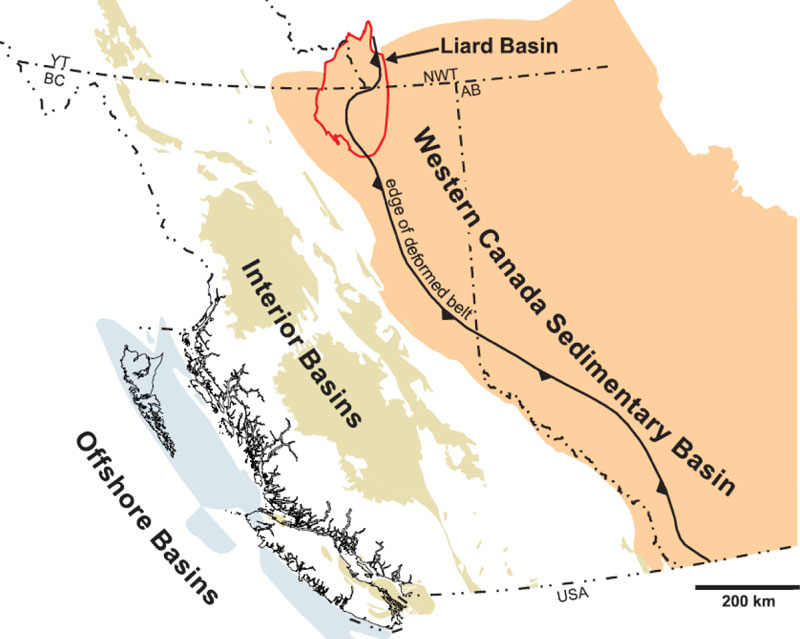 Liard Basin
YT
BC
NWT
AB
Western Canada Sedimentary Basin
edge of deformed belt
Interior Basins
Offshore Basins
USA
200 km